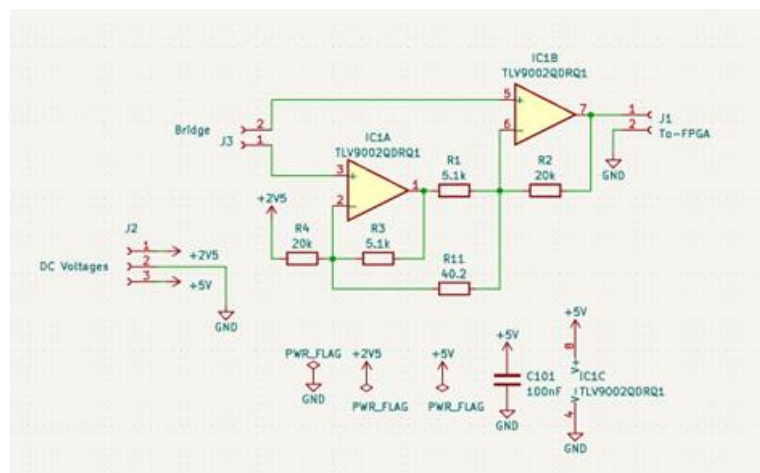 IC1B
TLV9002QDRQ1
5
+
7
1
J1
6
-
2
To-FPGA
Bridge
2
J3
1
IC1A
TLV9002QDRQ1
R1
5.1k
R2
20k
GND
3
+
1
2
-
+2V5
R4
20k
R3
5.1k
R11
40.2
J2
1
+2V5
DC Voltages
2
3
+5V
GND
PWR_FLAG
GND
+2V5
PWR_FLAG
+5V
PWR_FLAG
+5V
C101
100nF
GND
+5V
8
V+
IC1C
TLV9002QDRQ1
V-
4
GND